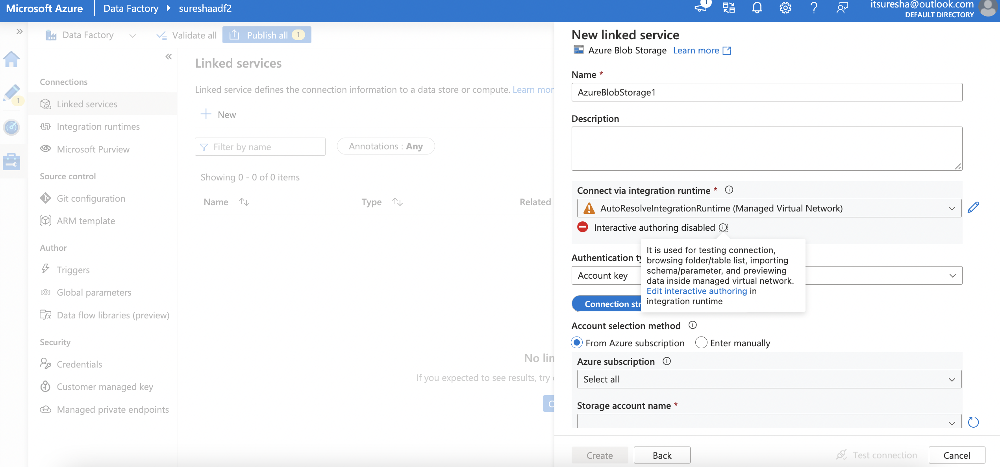 Microsoft Azure
Data Factory
sureshaadf2
1
itsuresha@outlook.com
DEFAULT DIRECTORY
Data Factory
Validate all
Publish all 1
Connections
1
Linked services
Integration runtimes
Microsoft Purview
Source control
Git configuration
ARM template
Author
Triggers
Global parameters
Data flow libraries (preview)
Security
Credentials
Customer managed key
Managed private endpoints
Linked services
Linked service defines the connection information to a data store or compute. Learn mor
New
Filter by name
Annotations : Any
Showing 0 - 0 of 0 items
Name
Type
Related
No lin
If you expected to see results, try
C
New linked service
Azure Blob Storage Learn more
Name *
AzureBlobStorage1
Description
Connect via integration runtime *
AutoResolveIntegrationRuntime (Managed Virtual Network)
Interactive authoring disabled
It is used for testing connection,
browsing folder/table list, importing
schema/parameter, and previewing
data inside managed virtual network.
Edit interactive authoring in
integration runtime
Authentication ty
Account key
Connection str
Account selection method
From Azure subscription
Enter manually
Azure subscription
Select all
Storage account name *
Create
Back
Test connection
Cancel